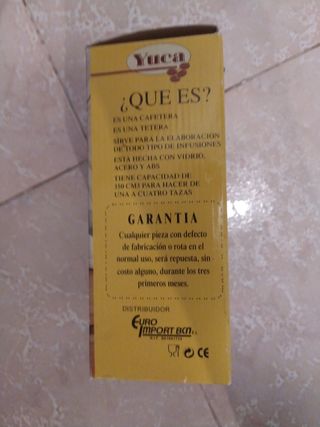 Yuca
¿QUE ES?
ES UNA CAFETERA
ES UNA TETERA
SIRVE PARA LA ELABORACION
DE TODO TIPO DE INFUSIONES
ESTÁ HECHA CON VIDRIO,
ACERO Y ABS
TIENE CAPACIDAD DE
350 CM3 PARA HACER DE
UNA A CUATRO TAZAS
GARANTIA
Cualquier pieza con defecto
de fabricación o rota en el
normal uso, será repuesta, sin
costo alguno, durante los tres
primeros meses.
DISTRIBUIDOR
EURO
IMPORT BCN S.L.
CE